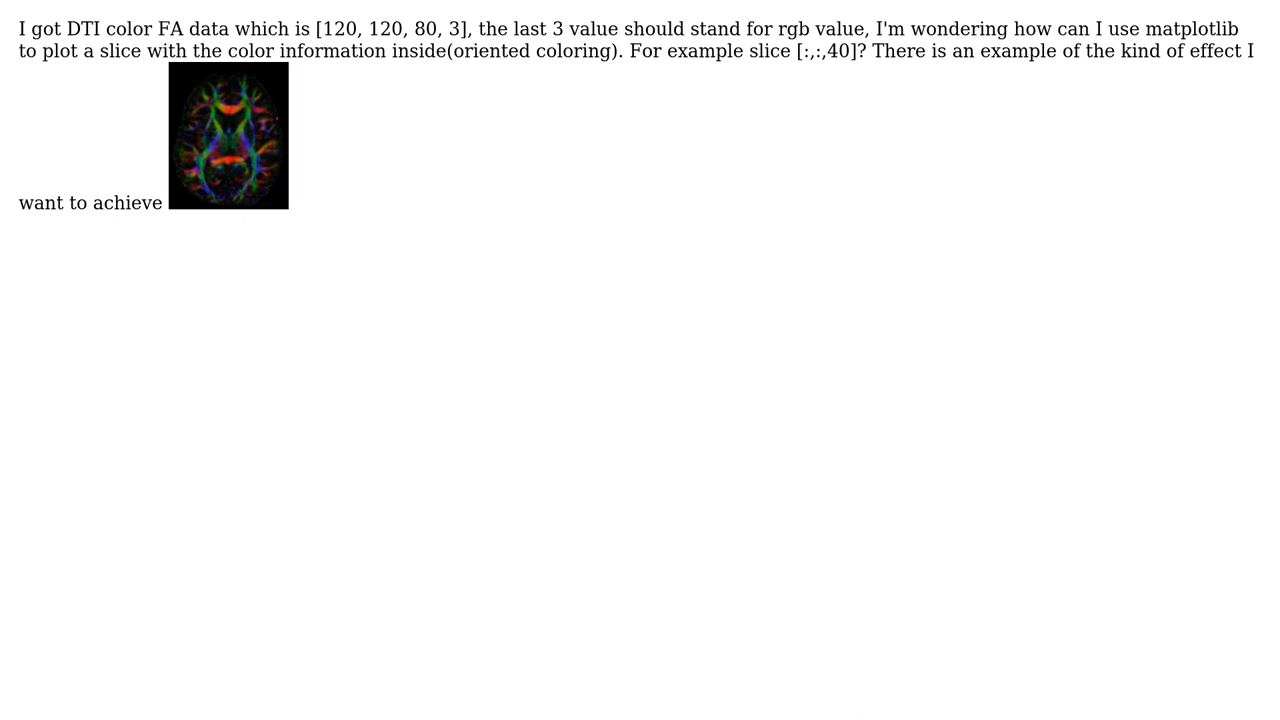 I got DTI color FA data which is [120, 120, 80, 3], the last 3 value should stand for rgb value, I'm wondering how can I use matplotlib
to plot a slice with the color information inside(oriented coloring). For example slice [:,:,40]? There is an example of the kind of effect I
want to achieve